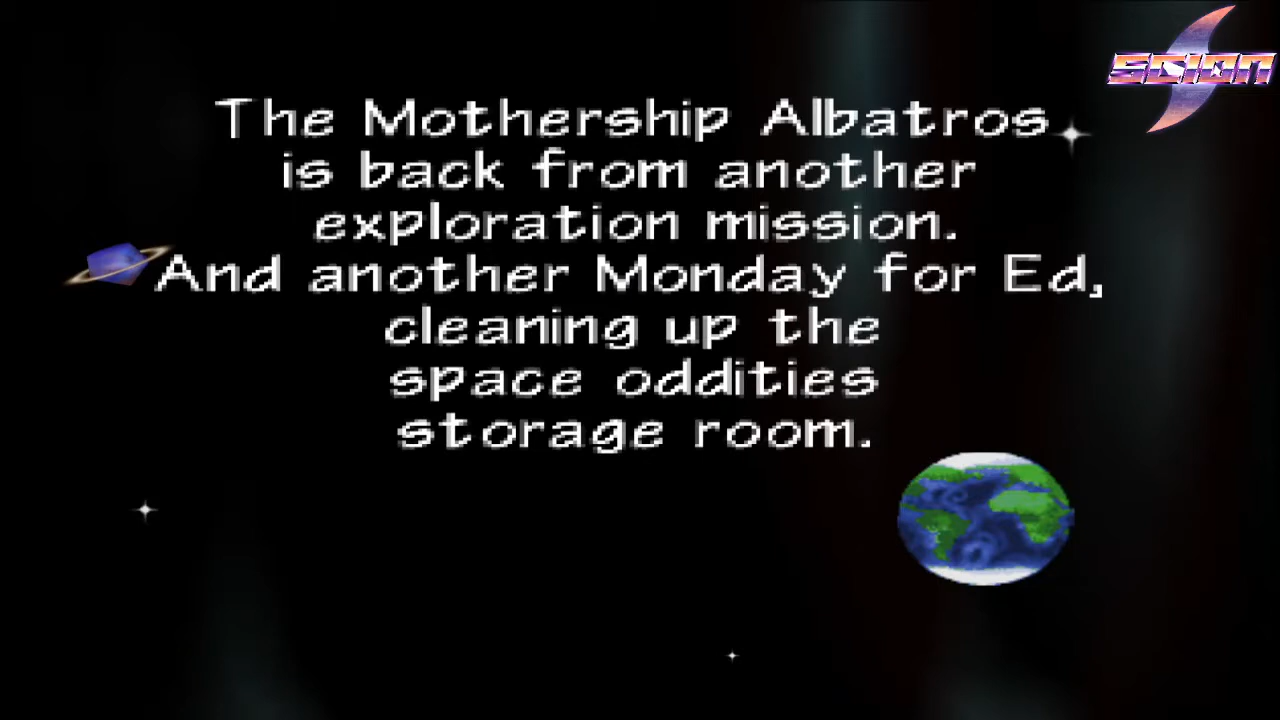 SCION
The Mothership Albatros
is back from another
exploration mission.
And another Monday for Ed,
cleaning up the
space oddities
storage room.